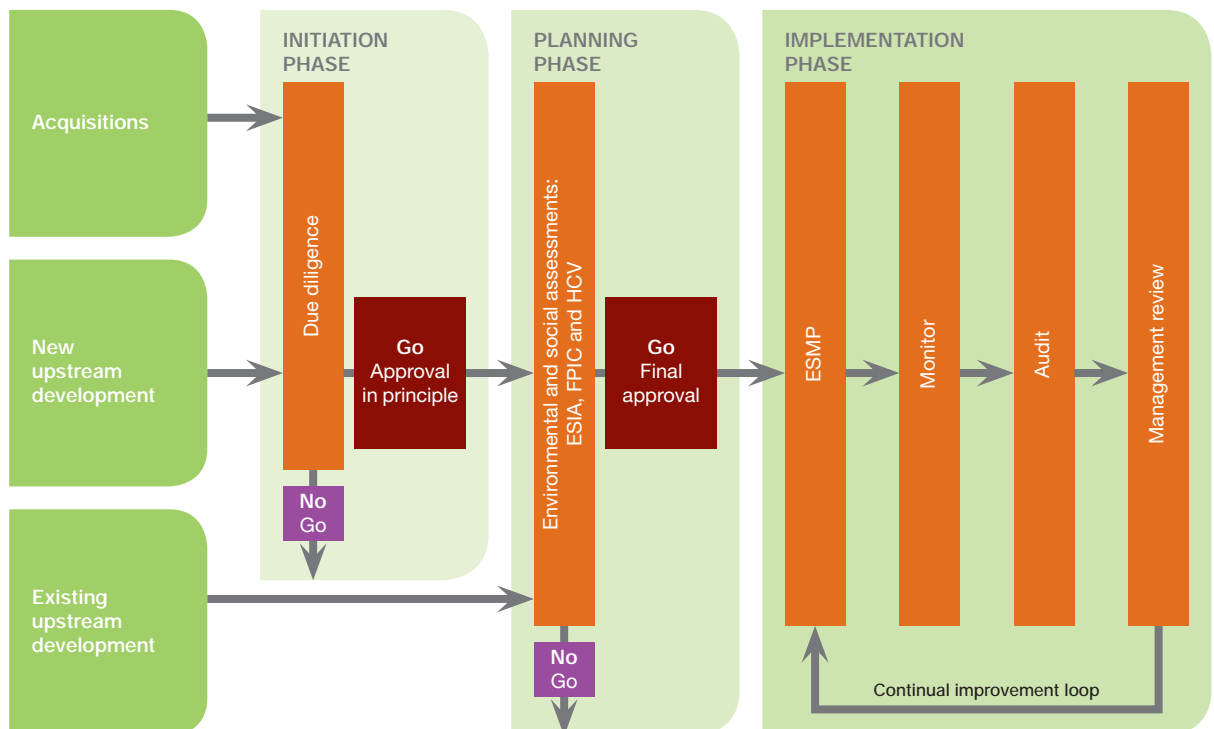 Acquisitions
New
upstream
development
Existing
upstream
development
INITIATION
PHASE
Due diligence
Go
Approval
in principle
No
Go
PLANNING
PHASE
Environmental and social assessments:
ESIA, FPIC and HCV
Go
Final
approval
No
Go
IMPLEMENTATION
PHASE
ESMP
Monitor
Audit
Management review
Continual improvement loop